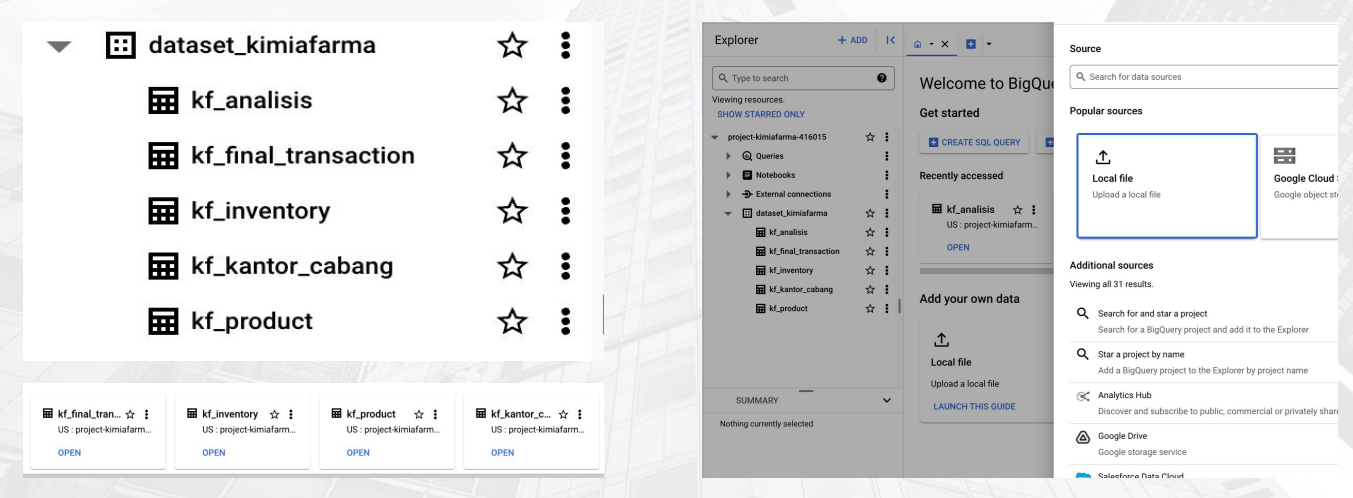 dataset_kimiafarma
kf_analisis
kf_final_transaction
kf_inventory
kf_kantor_cabang
kf_product
kf_final_tran...
US : project-kimiafarm...
OPEN
kf_inventory
US : project-kimiafarm...
OPEN
kf_product
US : project-kimiafarm...
OPEN
kf_kantor_c...
US : project-kimiafarm...
OPEN
Explorer
+ ADD
Type to search
Viewing resources.
SHOW STARRED ONLY
project-kimiafarma-416015
Queries
Notebooks
External connections
dataset_kimiafarma
kf_analisis
kf_final_transaction
kf_inventory
kf_kantor_cabang
kf_product
SUMMARY
Nothing currently selected
Welcome to BigQue
Get started
CREATE SQL QUERY
Recently accessed
kf_analisis
US : project-kimiafarm...
OPEN
Add your own data
Local file
Upload a local file
LAUNCH THIS GUIDE
Source
Search for data sources
Popular sources
Local file
Upload a local file
Google Cloud
Google object
Additional sources
Viewing all 31 results.
Search for and star a project
Search for a BigQuery project and add it to the Explorer
Star a project by name
Add a BigQuery project to the Explorer by project name
Analytics Hub
Discover and subscribe to public, commercial or privately share
Google Drive
Google storage service
Salesforce Data Cloud